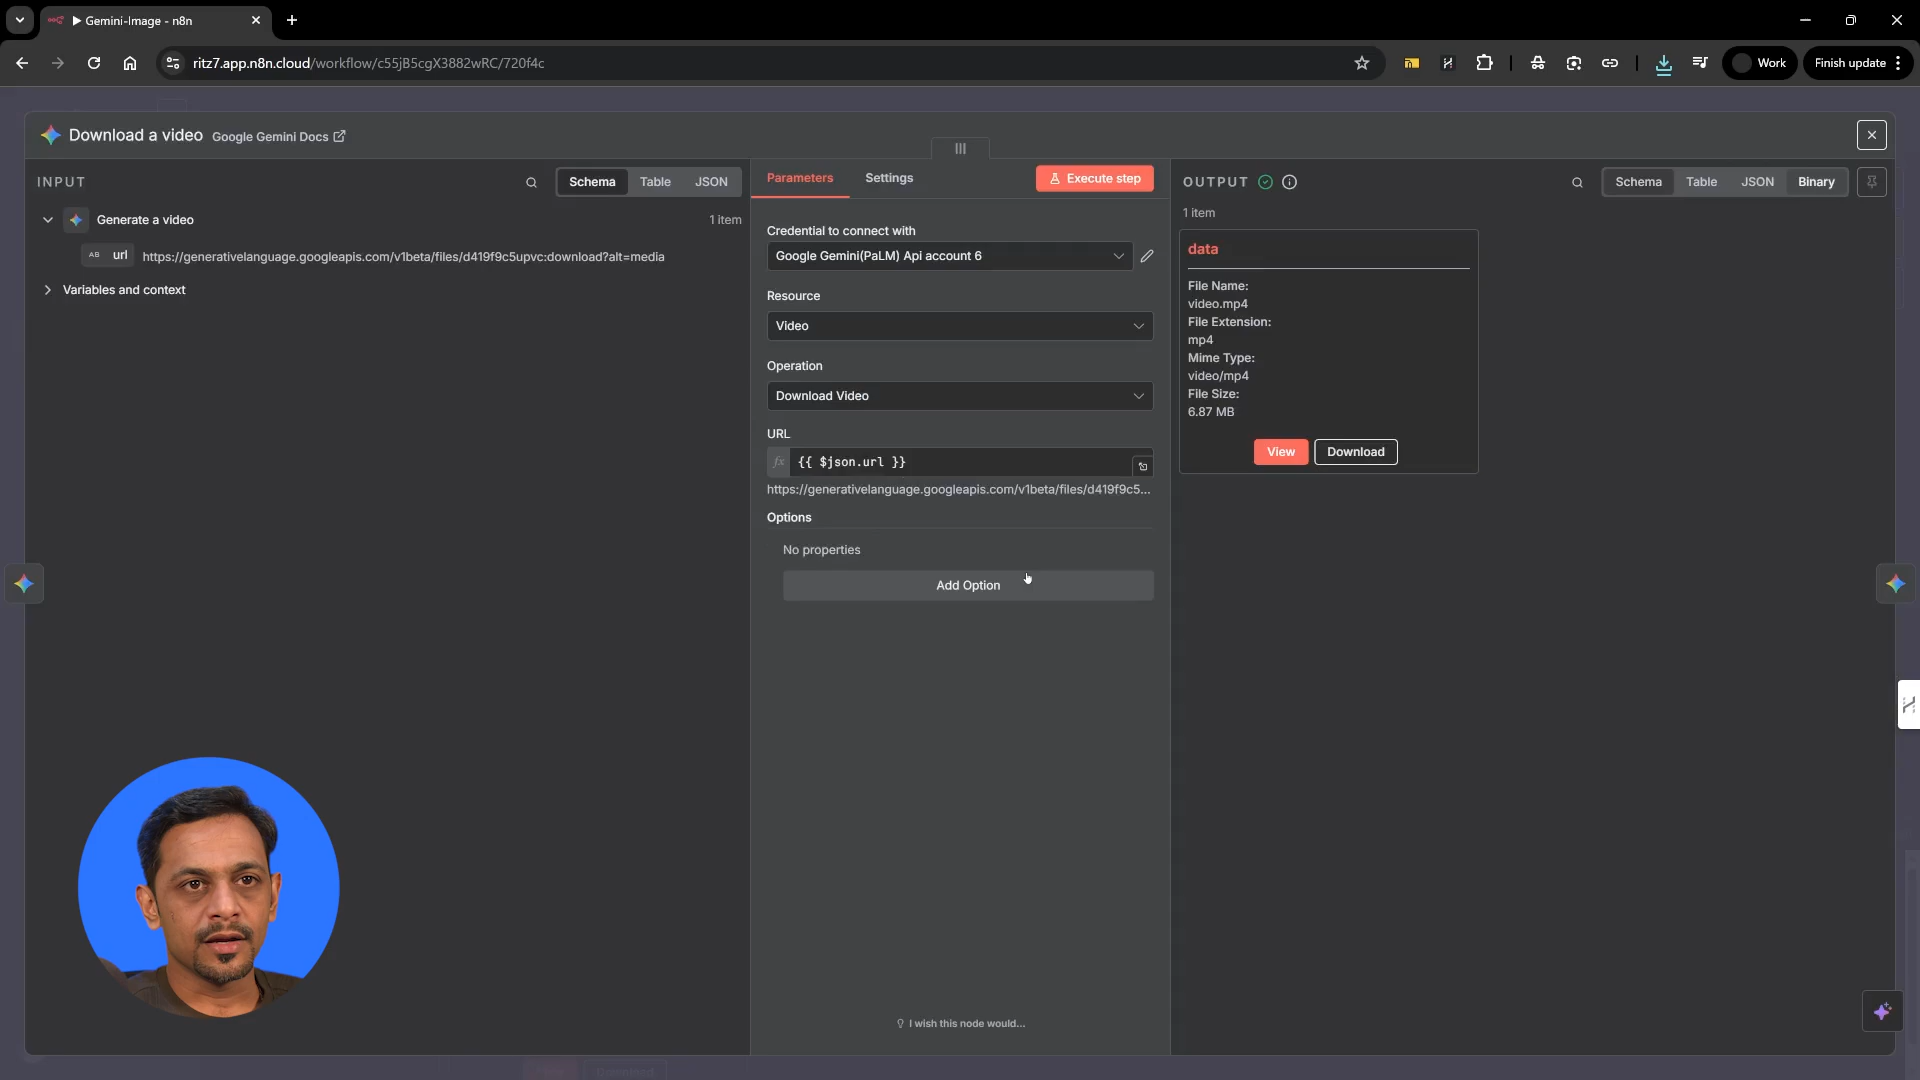 Gemini-Image - n8n
ritz7.app.n8n.cloud/workflow/c55jB5cgX3882wRC/720f4c
Work
Finish update
Download a video
Google Gemini Docs
INPUT
Schema
Table
JSON
Generate a video
1 item
AB url
https://generativelanguage.googleapis.com/v1beta/files/d419f9c5upvc:download?alt=media
Variables and context
Parameters
Settings
Execute step
Credential to connect with
Google Gemini(PaLM) Api account 6
Resource
Video
Operation
Download Video
URL
fx {{ $json.url }}
https://generativelanguage.googleapis.com/v1beta/files/d419f9c5...
Options
No properties
Add Option
I wish this node would...
OUTPUT
Schema
Table
JSON
Binary
1 item
data
File Name:
video.mp4
File Extension:
mp4
Mime Type:
video/mp4
File Size:
6.87 MB
View
Download